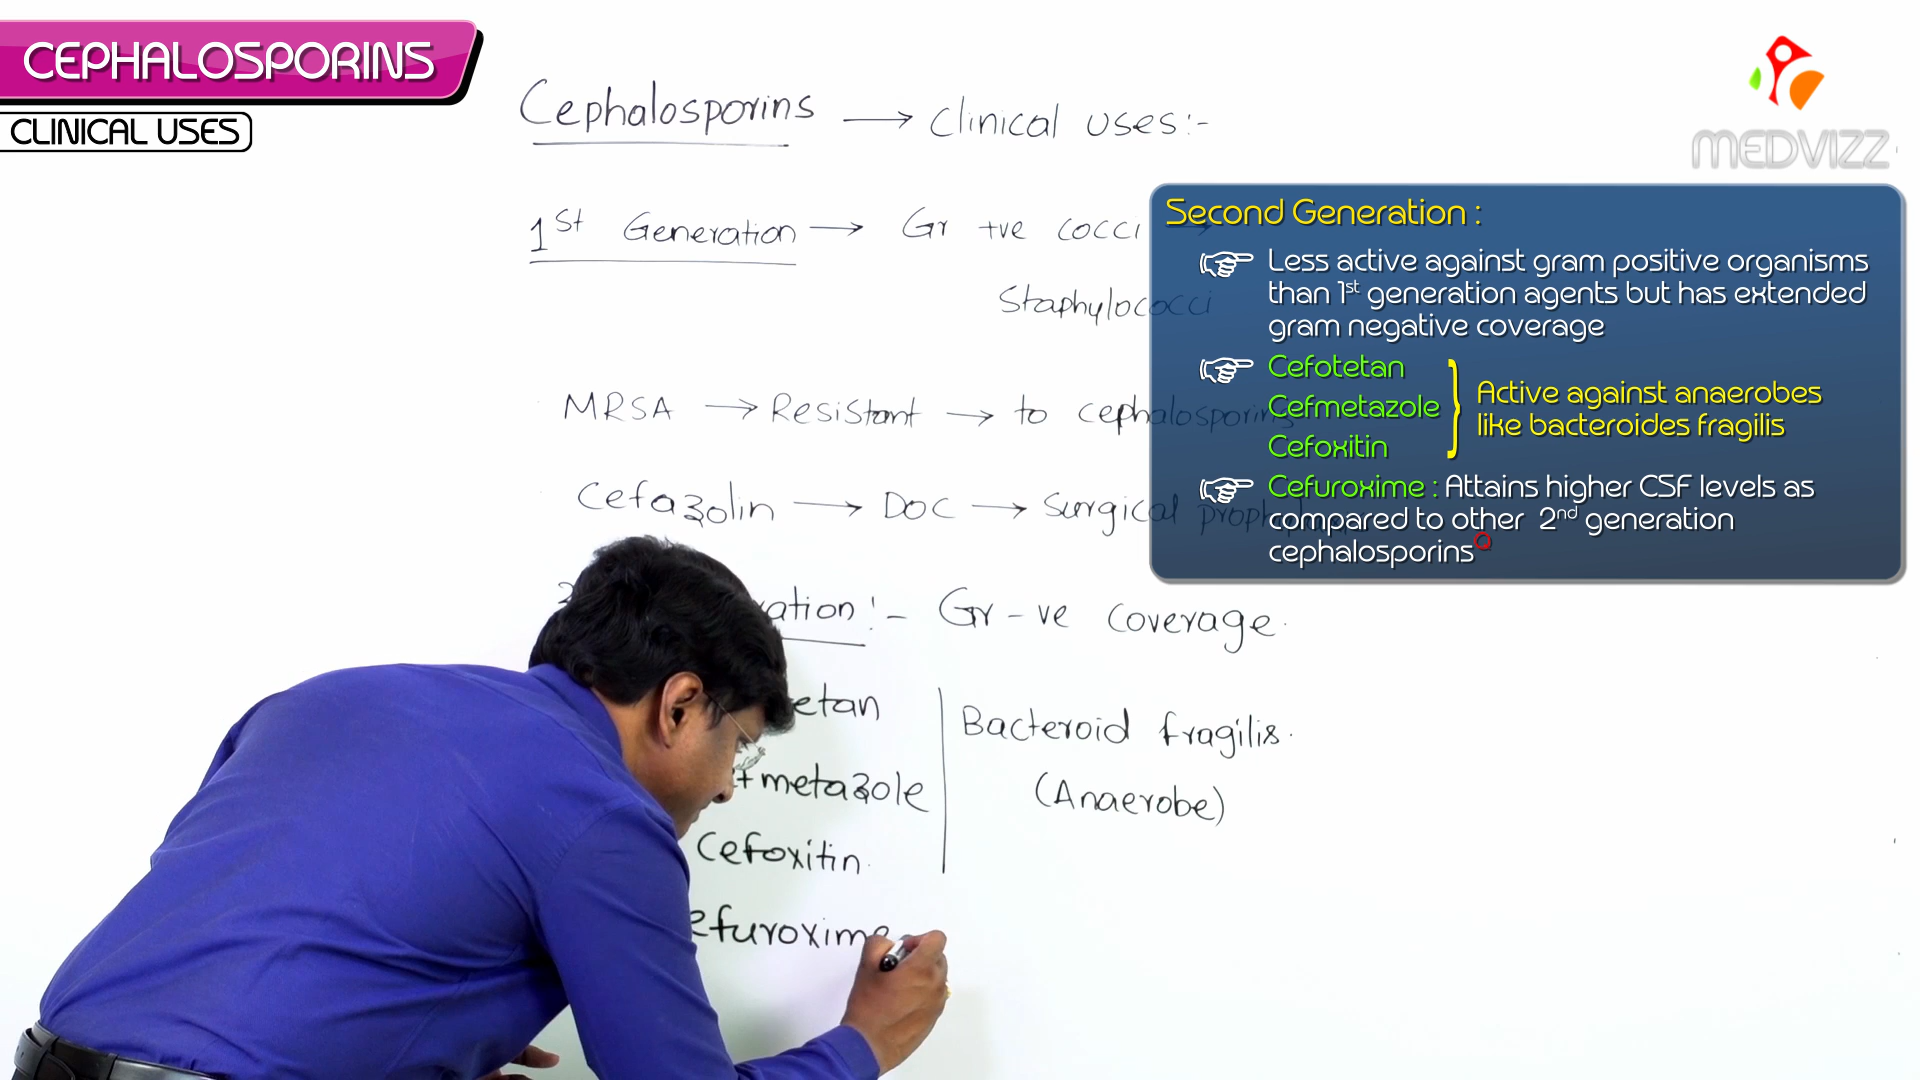 CEPHALOSPORINS
CLINICAL USES
MEDVIZZ
Cephalosporins → Clinical uses:-
1st Generation → Gr +ve cocci →
Staphylococci
MRSA → Resistant → to cephalosporins
Cefazolin → DOC → Surgical
ation:- Gr -ve coverage.
etan
metazole
Cefoxitin.
efuroxime
Bacteroid fragilis.
(Anaerobe)
Second Generation :
Less active against gram positive organisms
than 1st generation agents but has extended
gram negative coverage
Cefotetan
Cefmetazole
Cefoxitin
Active against anaerobes
like bacteroides fragilis
Cefuroxime : Attains higher CSF levels as
compared to other 2nd generation
cephalosporinsQ